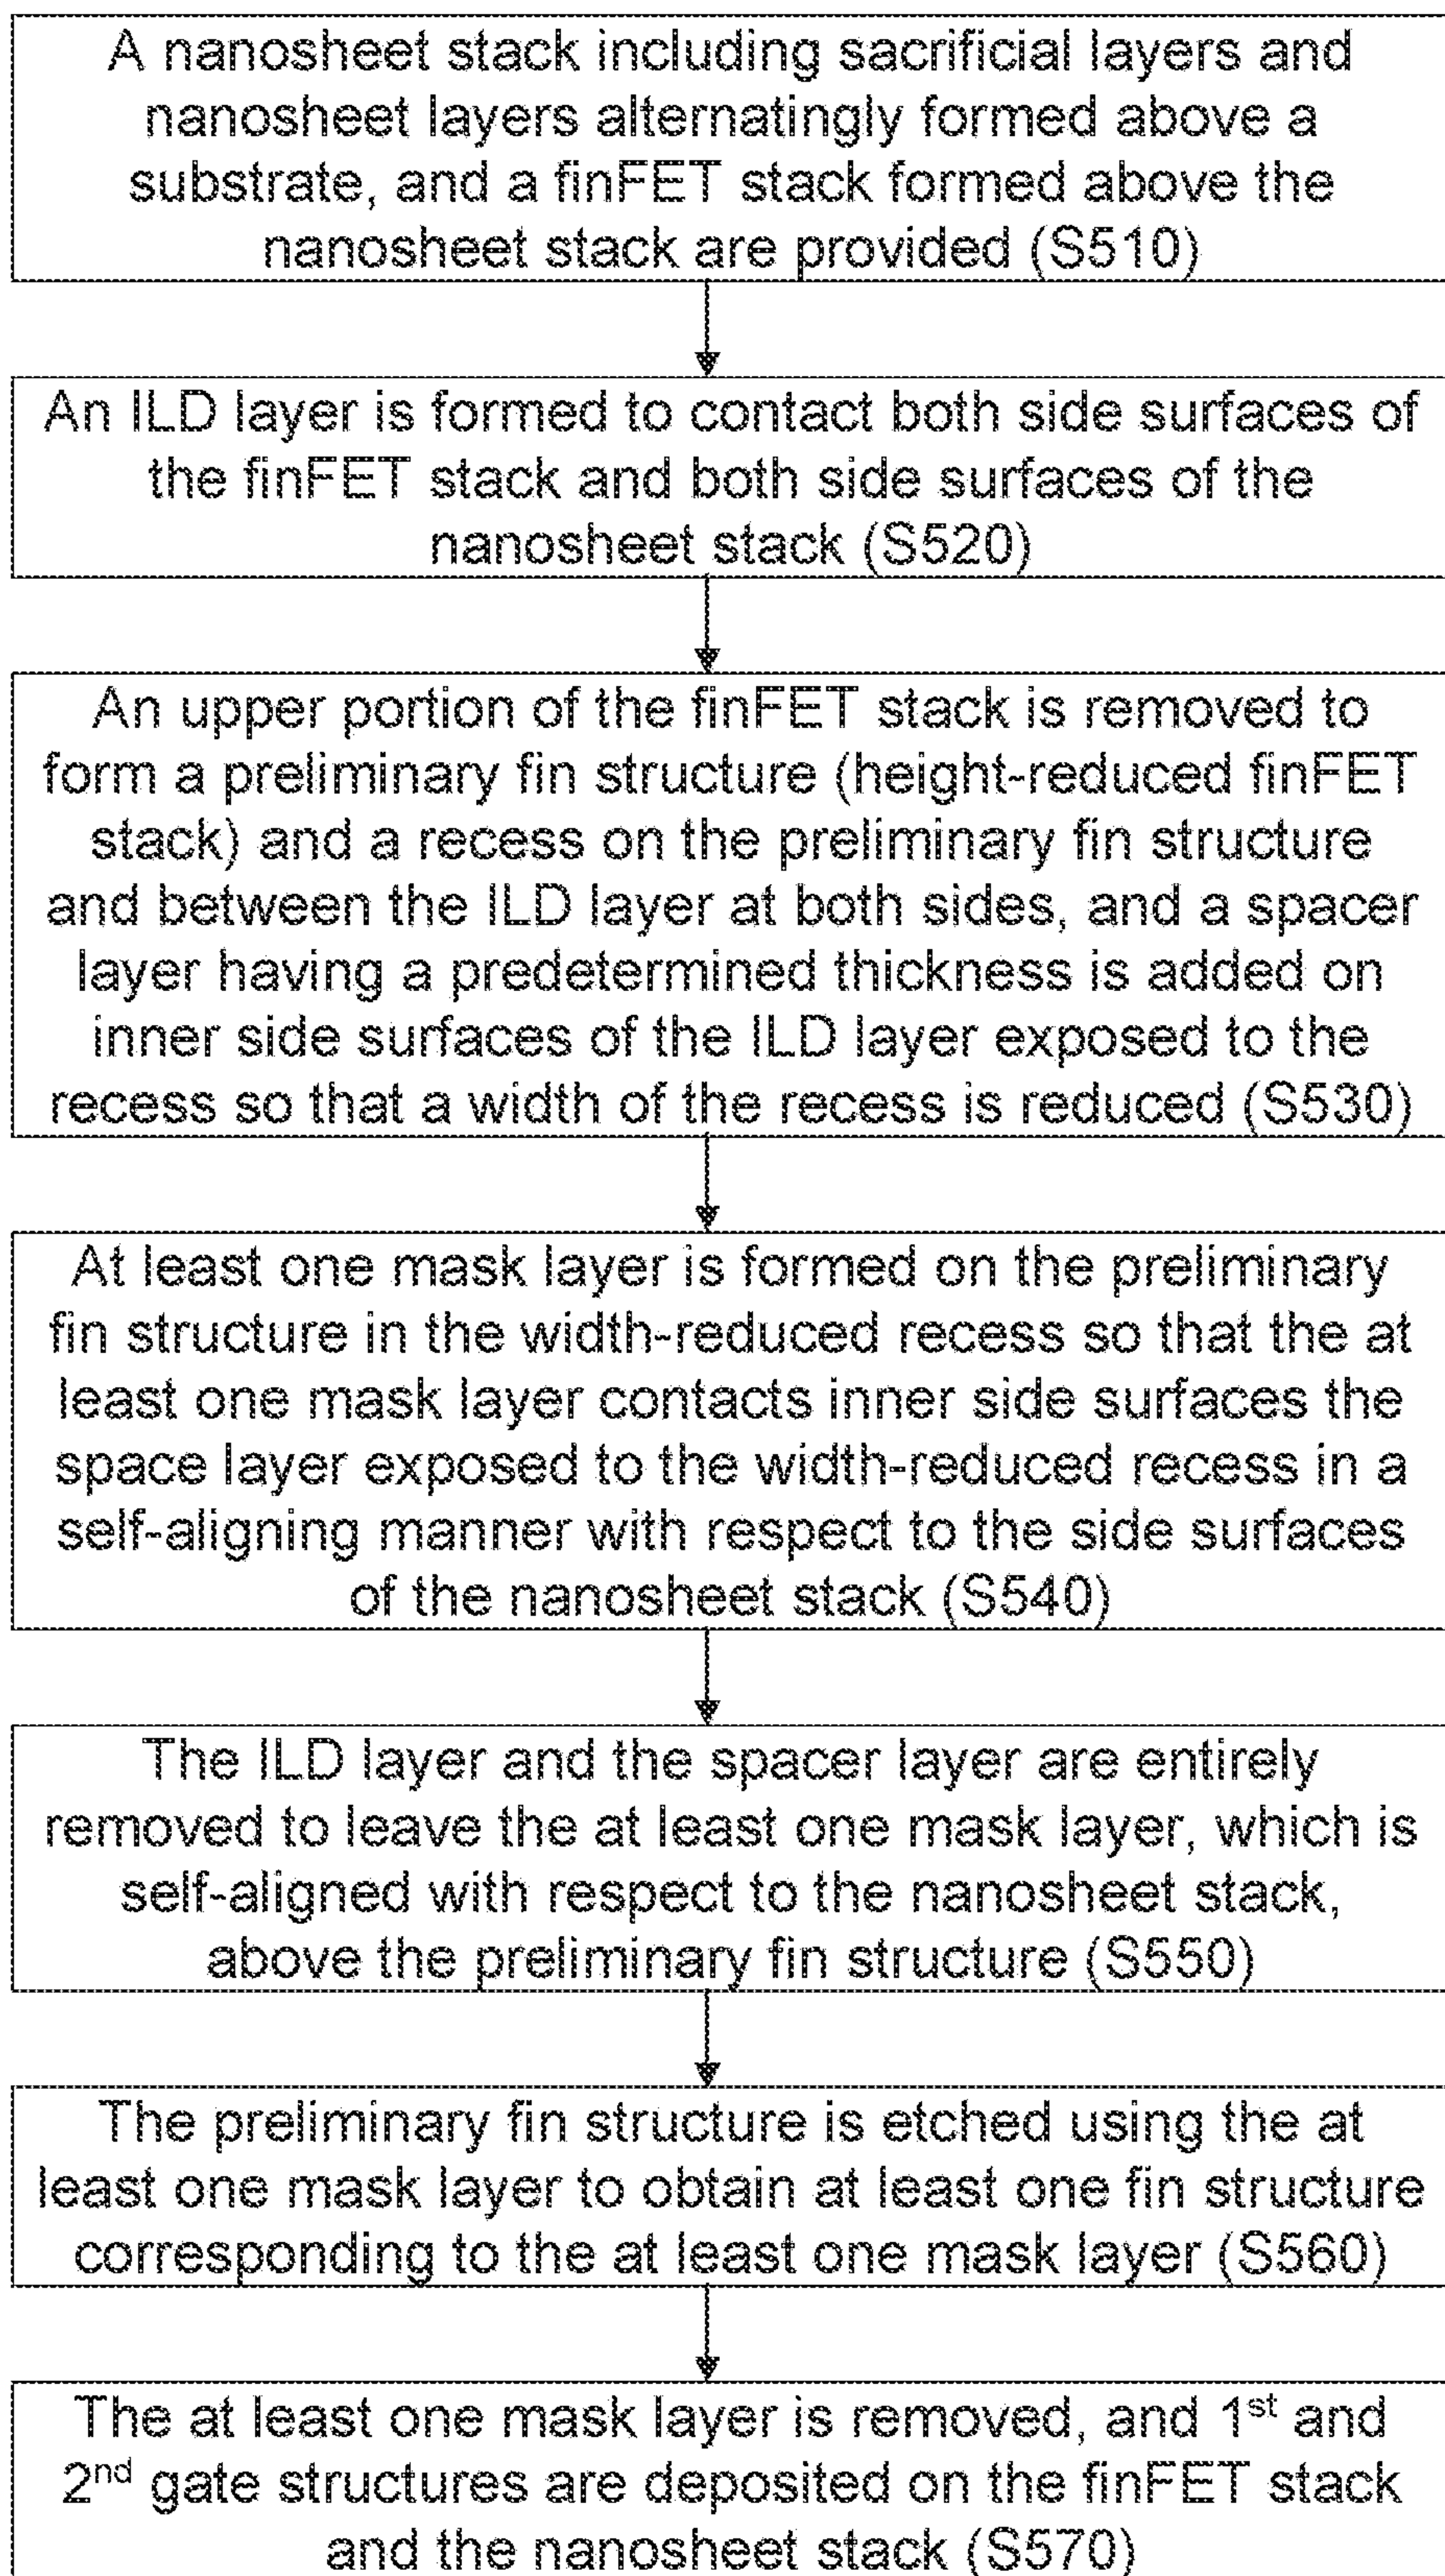 A nanosheet stack including sacrificial layers and
nanosheet layers alternatingly formed above a
substrate, and a finFET stack formed above the
nanosheet stack are provided (S510)
An ILD layer is formed to contact both side surfaces of
the finFET stack and both side surfaces of the
nanosheet stack (S520)
An upper portion of the finFET stack is removed to
form a preliminary fin structure (height-reduced finFET
stack) and a recess on the preliminary fin structure
and between the ILD layer at both sides, and a spacer
layer having a predetermined thickness is added on
inner side surfaces of the ILD layer exposed to the
recess so that a width of the recess is reduced (S530)
At least one mask layer is formed on the preliminary
fin structure in the width-reduced recess so that the at
least one mask layer contacts inner side surfaces the
space layer exposed to the width-reduced recess in a
self-aligning manner with respect to the side surfaces
of the nanosheet stack (S540)
The ILD layer and the spacer layer are entirely
removed to leave the at least one mask layer, which is
self-aligned with respect to the nanosheet stack,
above the preliminary fin structure (S550)
The preliminary fin structure is etched using the at
least one mask layer to obtain at least one fin structure
corresponding to the at least one mask layer (S560)
The at least one mask layer is removed, and 1st and
2nd gate structures are deposited on the finFET stack
and the nanosheet stack (S570)